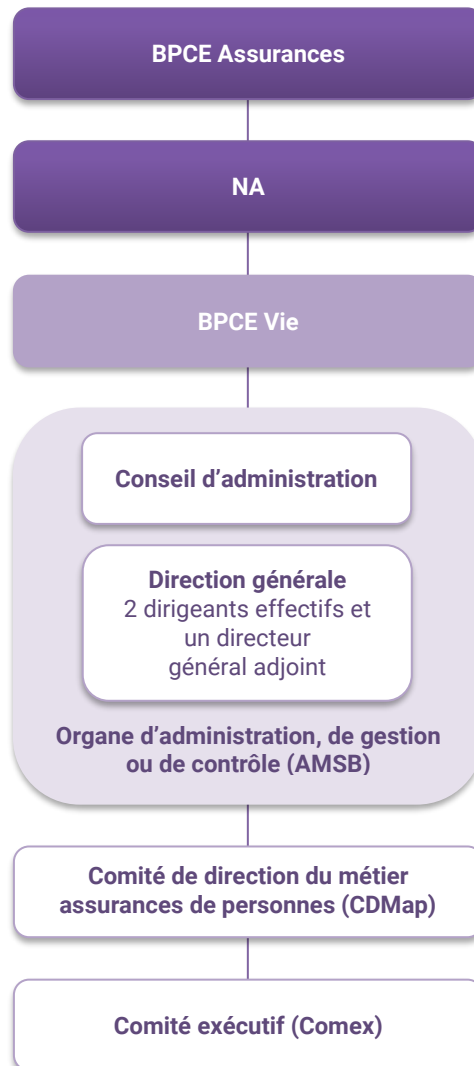 BPCE Assurances
NA
BPCE Vie
Conseil d’administration
Direction générale
2 dirigeants effectifs et
un directeur
général adjoint
Organe d’administration, de gestion
ou de contrôle (AMSB)
Comité de direction du métier
assurances de personnes (CDMap)
Comité exécutif (Comex)